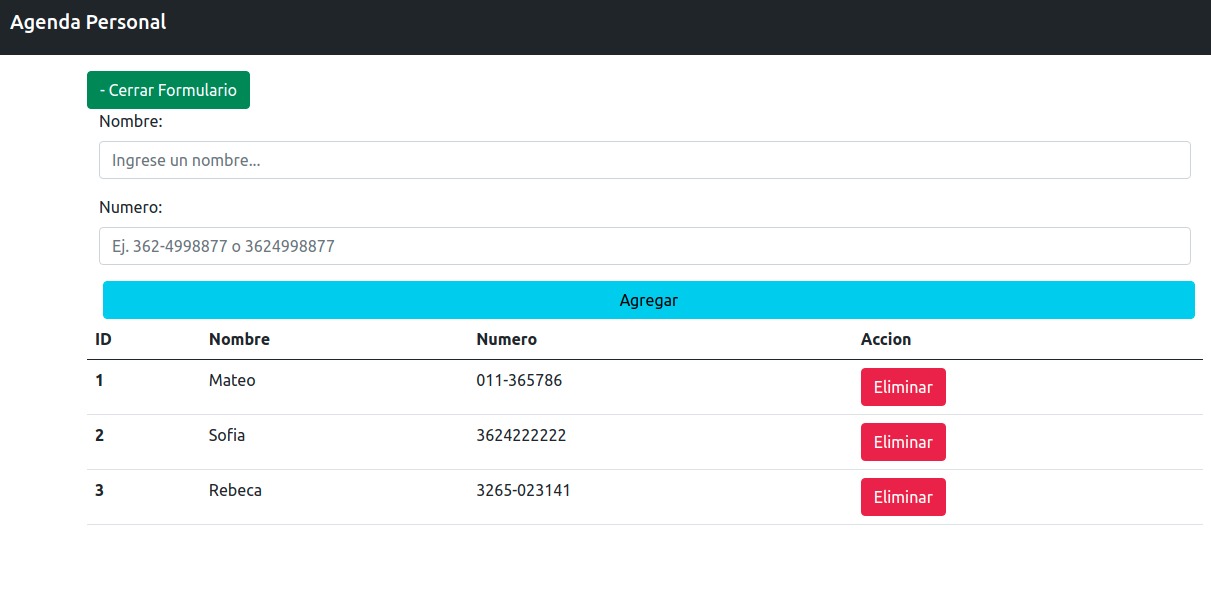 Agenda Personal
- Cerrar Formulario
Nombre:
Ingrese un nombre...
Numero:
Ej. 362-4998877 o 3624998877
Agregar
ID Nombre Numero Accion
1 Mateo 011-365786 Eliminar
2 Sofia 3624222222 Eliminar
3 Rebeca 3265-023141 Eliminar